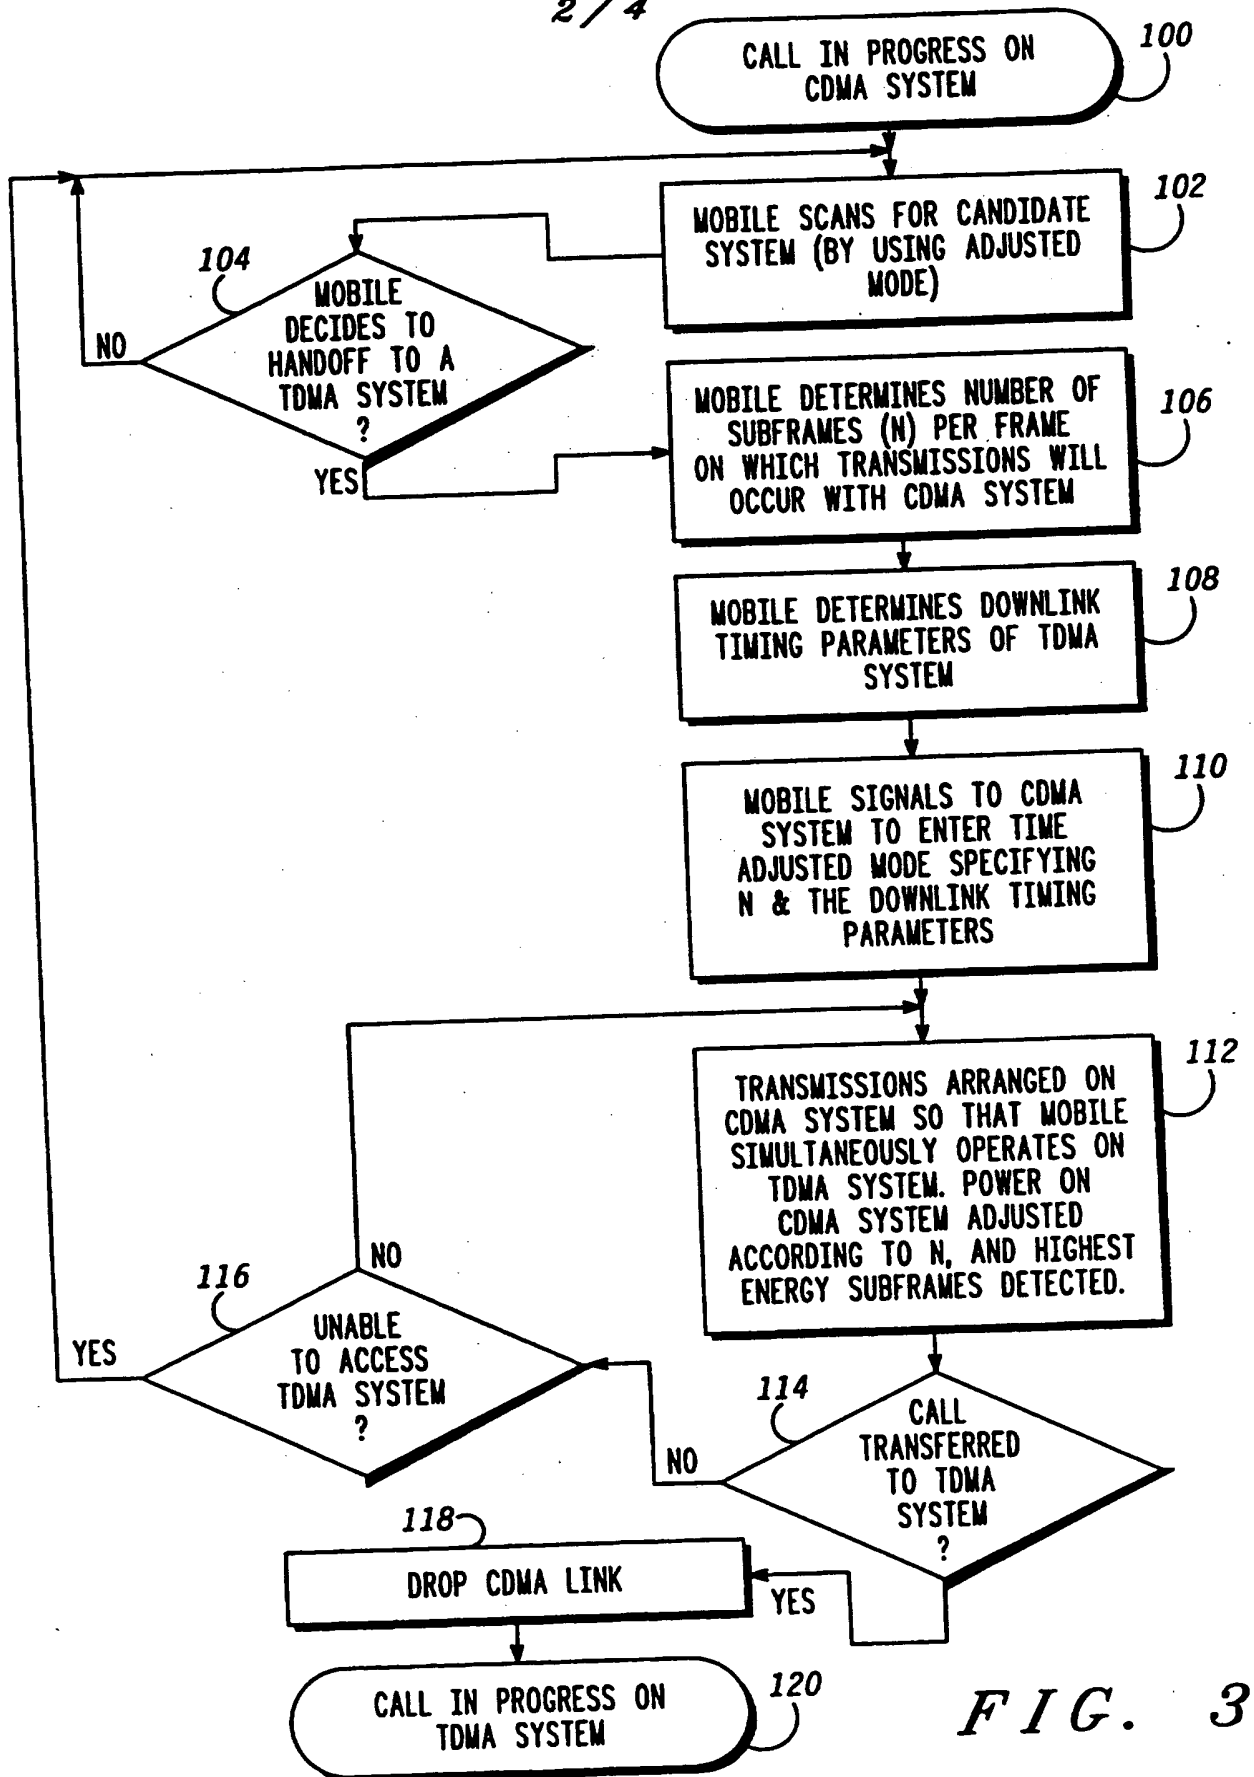 2/4
CALL IN PROGRESS ON
CDMA SYSTEM
100
MOBILE SCANS FOR CANDIDATE
SYSTEM (BY USING ADJUSTED
MODE)
102
104
MOBILE
DECIDES TO
HANDOFF TO A
TDMA SYSTEM
?
NO
YES
MOBILE DETERMINES NUMBER OF
SUBFRAMES (N) PER FRAME
ON WHICH TRANSMISSIONS WILL
OCCUR WITH CDMA SYSTEM
106
MOBILE DETERMINES DOWNLINK
TIMING PARAMETERS OF TDMA
SYSTEM
108
MOBILE SIGNALS TO CDMA
SYSTEM TO ENTER TIME
ADJUSTED MODE SPECIFYING
N & THE DOWNLINK TIMING
PARAMETERS
110
TRANSMISSIONS ARRANGED ON
CDMA SYSTEM SO THAT MOBILE
SIMULTANEOUSLY OPERATES ON
TDMA SYSTEM. POWER ON
CDMA SYSTEM ADJUSTED
ACCORDING TO N, AND HIGHEST
ENERGY SUBFRAMES DETECTED.
112
116
NO
UNABLE
TO ACCESS
TDMA SYSTEM
?
YES
114
CALL
TRANSFERRED
TO TDMA
SYSTEM
?
NO
YES
118
DROP CDMA LINK
CALL IN PROGRESS ON
TDMA SYSTEM
120
FIG. 3